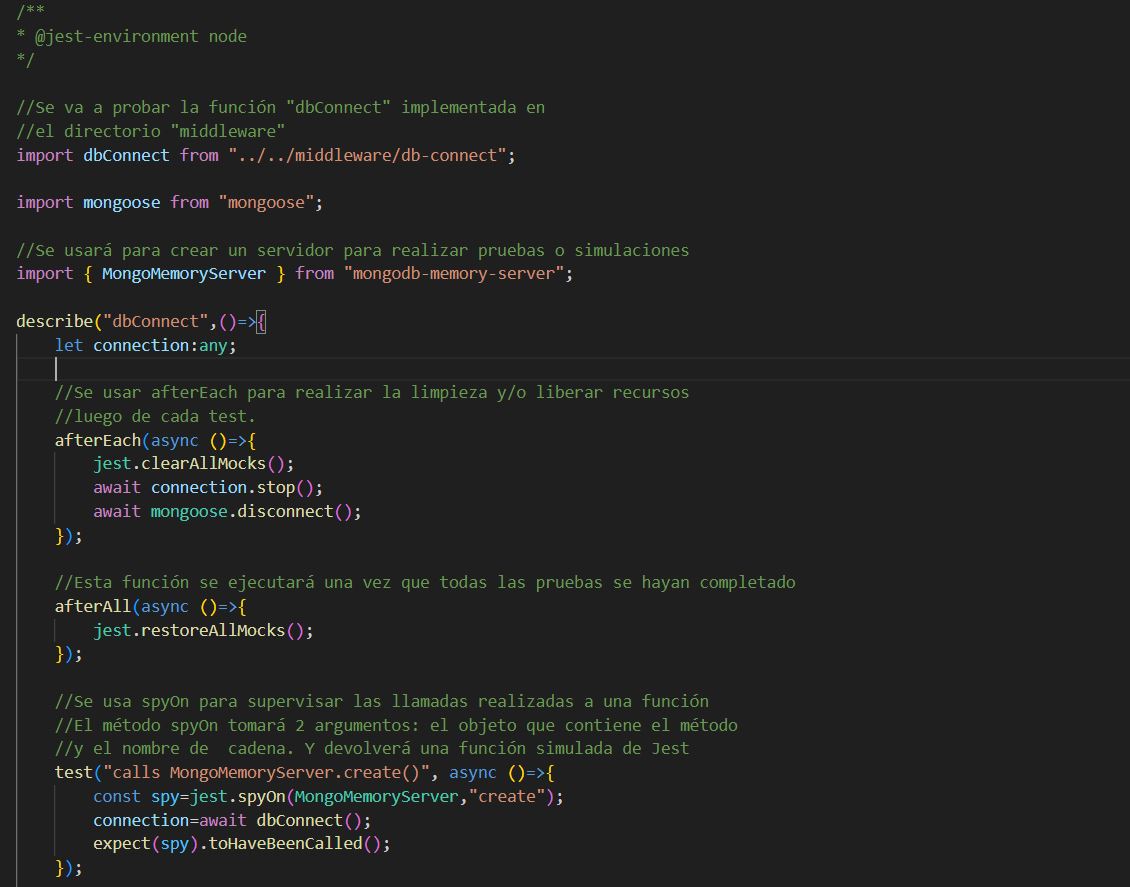 /**
* @jest-environment node
*/
//Se va a probar la función "dbConnect" implementada en
//el directorio "middleware"
import dbConnect from "../../middleware/db-connect";
import mongoose from "mongoose";
//Se usará para crear un servidor para realizar pruebas o simulaciones
import { MongoMemoryServer } from "mongodb-memory-server";
describe("dbConnect",()=>{
    let connection:any;
    //Se usar afterEach para realizar la limpieza y/o liberar recursos
    //luego de cada test.
    afterEach(async ()=>{
        jest.clearAllMocks();
        await connection.stop();
        await mongoose.disconnect();
    });
    //Esta función se ejecutará una vez que todas las pruebas se hayan completado
    afterAll(async ()=>{
        jest.restoreAllMocks();
    });
    //Se usa spyOn para supervisar las llamadas realizadas a una función
    //El método spyOn tomará 2 argumentos: el objeto que contiene el método
    //y el nombre de  cadena. Y devolverá una función simulada de Jest
    test("calls MongoMemoryServer.create()", async ()=>{
        const spy=jest.spyOn(MongoMemoryServer,"create");
        connection=await dbConnect();
        expect(spy).toHaveBeenCalled();
    });